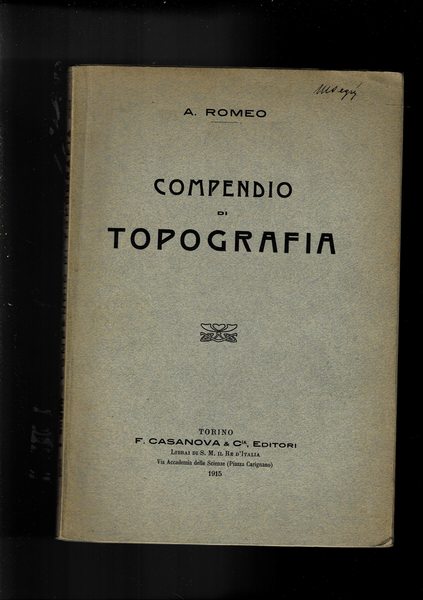 A. ROMEO
COMPENDIO
DI
TOPOGRAFIA
TORINO
F. CASANOVA & Cia, EDITORI
LIBRAI DI S. M. IL RE D'ITALIA
Via Accademia delle Scienze (Piazza Carignano)
1915